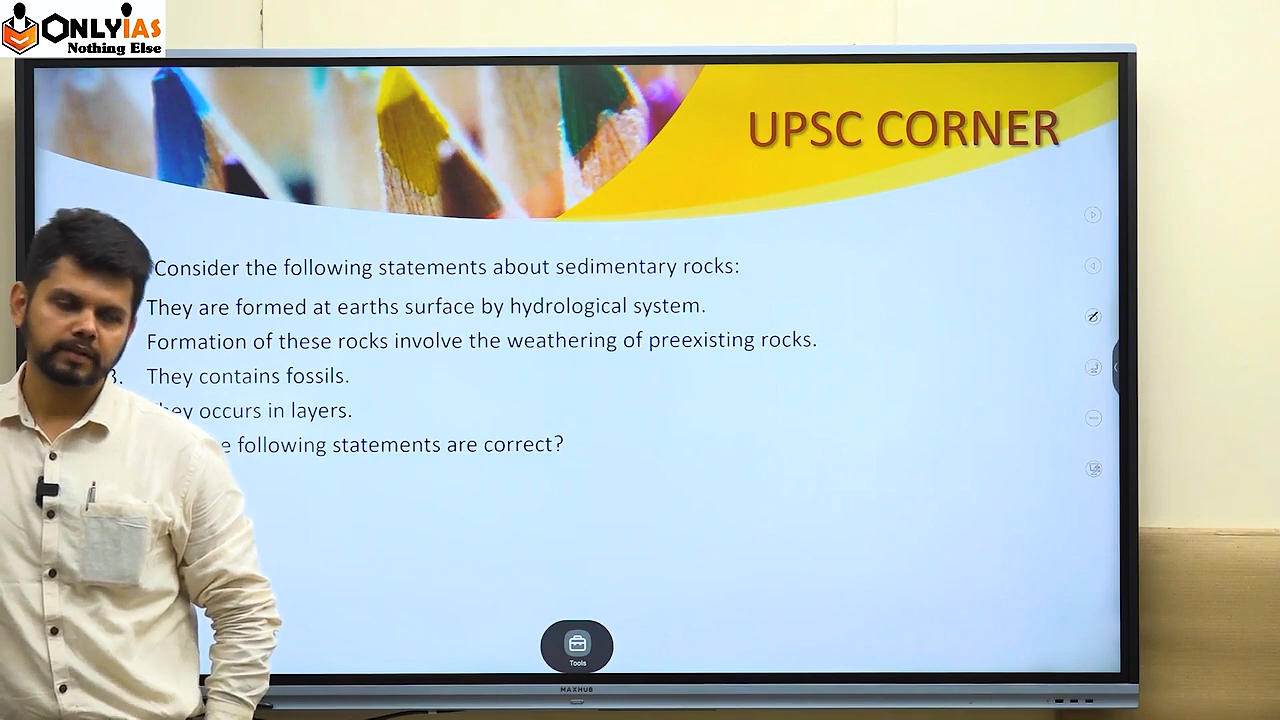 ONLYIAS
Nothing Else
UPSC CORNER
Consider the following statements about sedimentary rocks:
They are formed at earths surface by hydrological system.
Formation of these rocks involve the weathering of preexisting rocks.
3. They contains fossils.
They occurs in layers.
following statements are correct?
Tools
MAXHUB